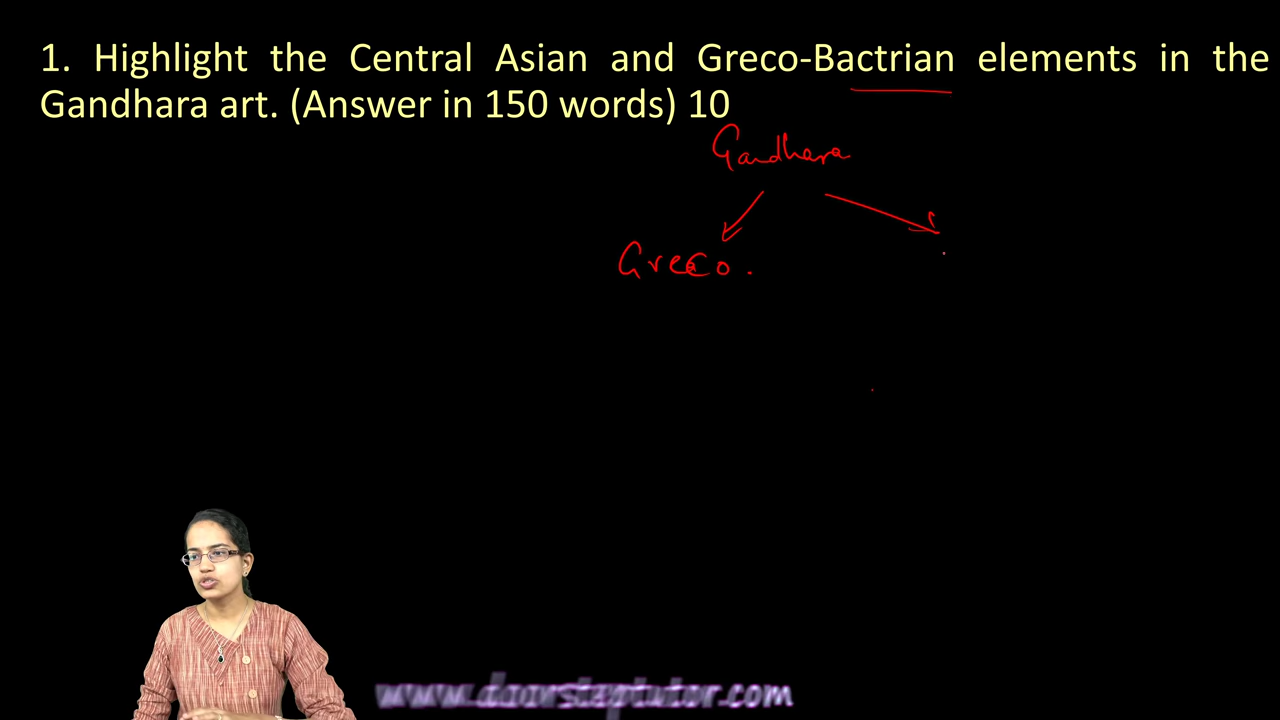 1. Highlight the Central Asian and Greco-Bactrian elements in the
Gandhara art. (Answer in 150 words) 10
Gandhara
Greco.
www.doorsteptutor.com